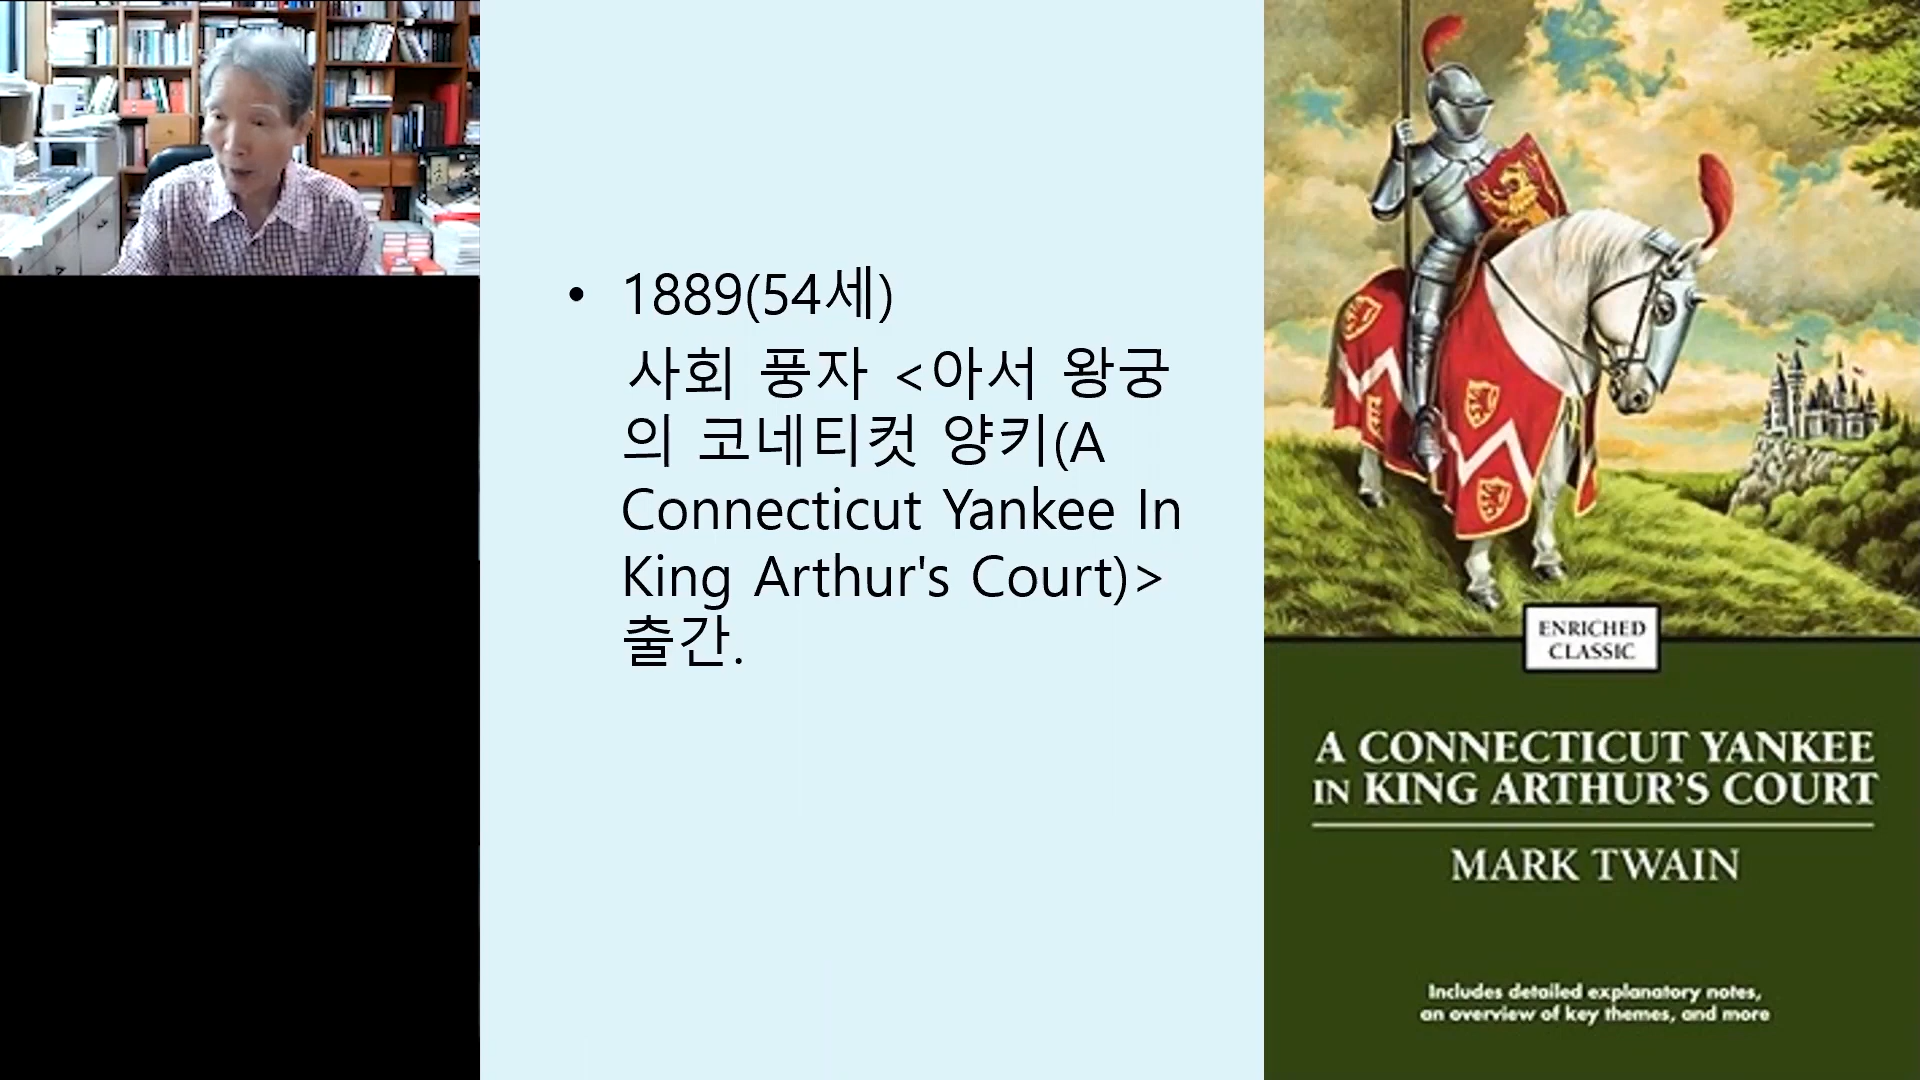 • 1889(54세)
사회 풍자 <아서 왕궁
의 코네티컷 양키(A
Connecticut Yankee In
King Arthur's Court)>
출간.
ENRICHED
CLASSIC
A CONNECTICUT YANKEE
IN KING ARTHUR'S COURT
MARK TWAIN
Includes detailed explanatory notes,
an overview of key themes, and more